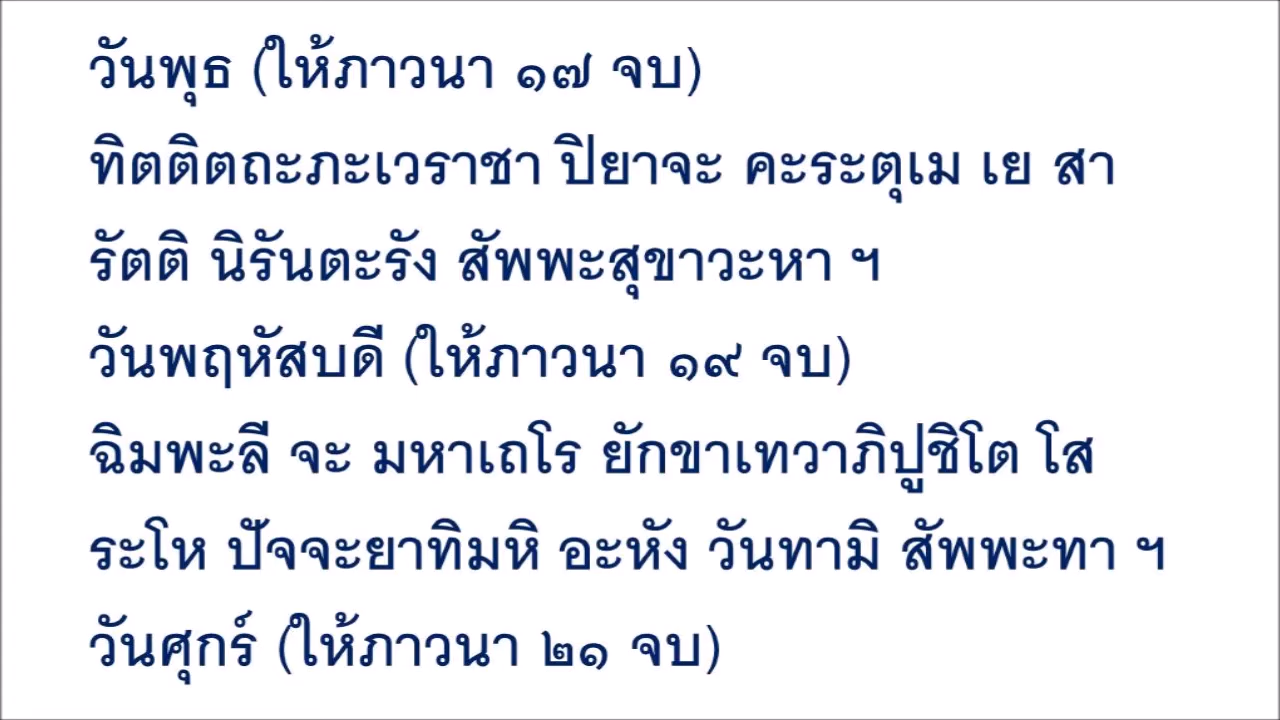 วันพุธ (ให้ภาวนา ๑๗ จบ)
ทิตติตถะภะเวราชา ปิยาจะ คะระตุเม เย สา
รัตติ นิรันตะรัง สัพพะสุขาวะหา ฯ
วันพฤหัสบดี (ให้ภาวนา ๑๙ จบ)
ฉิมพะลี จะ มหาเถโร ยักขาเทวาภิปูชิโต โส
ระโห ปัจจะยาทิมหิ อะหัง วันทามิ สัพพะทา ฯ
วันศุกร์ (ให้ภาวนา ๒๑ จบ)